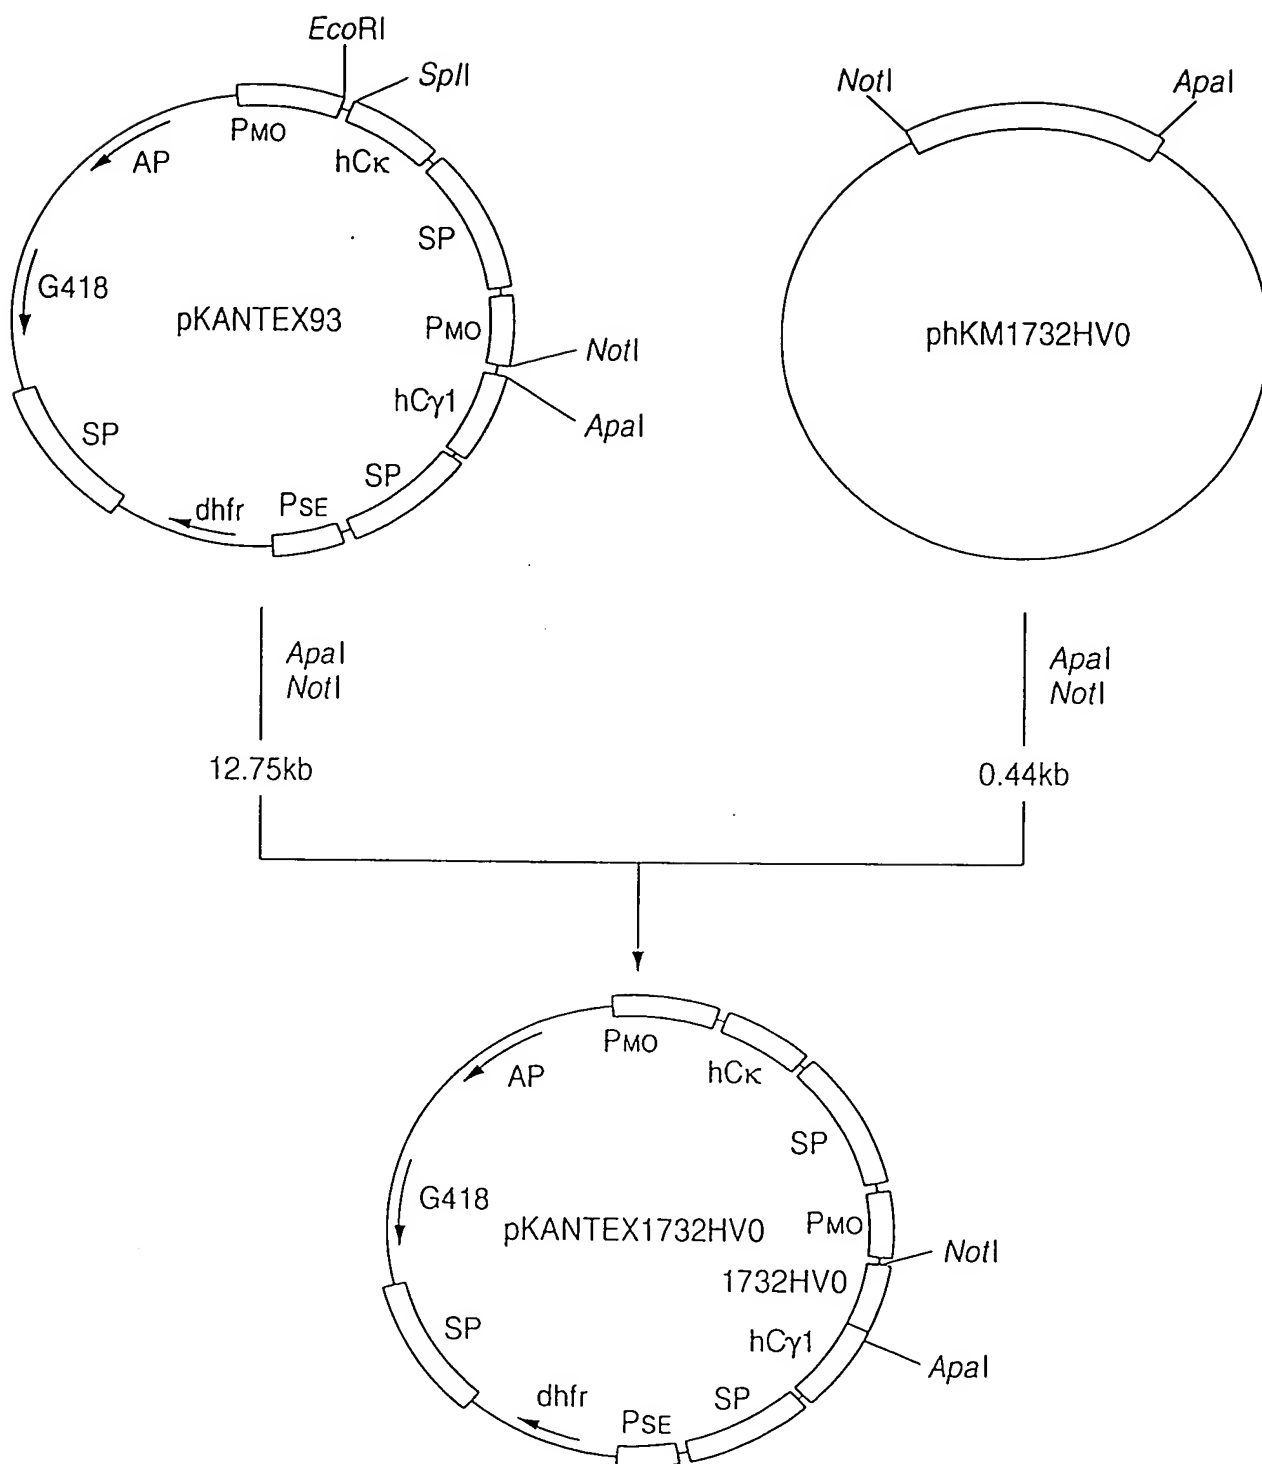 EcoRI
SplI
PMO
hCκ
AP
SP
G418
pKANTEX93
PMO
NotI
hCγ1
ApaI
SP
SP
dhfr
PSE
NotI
ApaI
phKM1732HV0
ApaI
NotI
12.75kb
ApaI
NotI
0.44kb
PMO
hCκ
AP
SP
G418
pKANTEX1732HV0
PMO
NotI
1732HV0
hCγ1
ApaI
SP
SP
dhfr
PSE